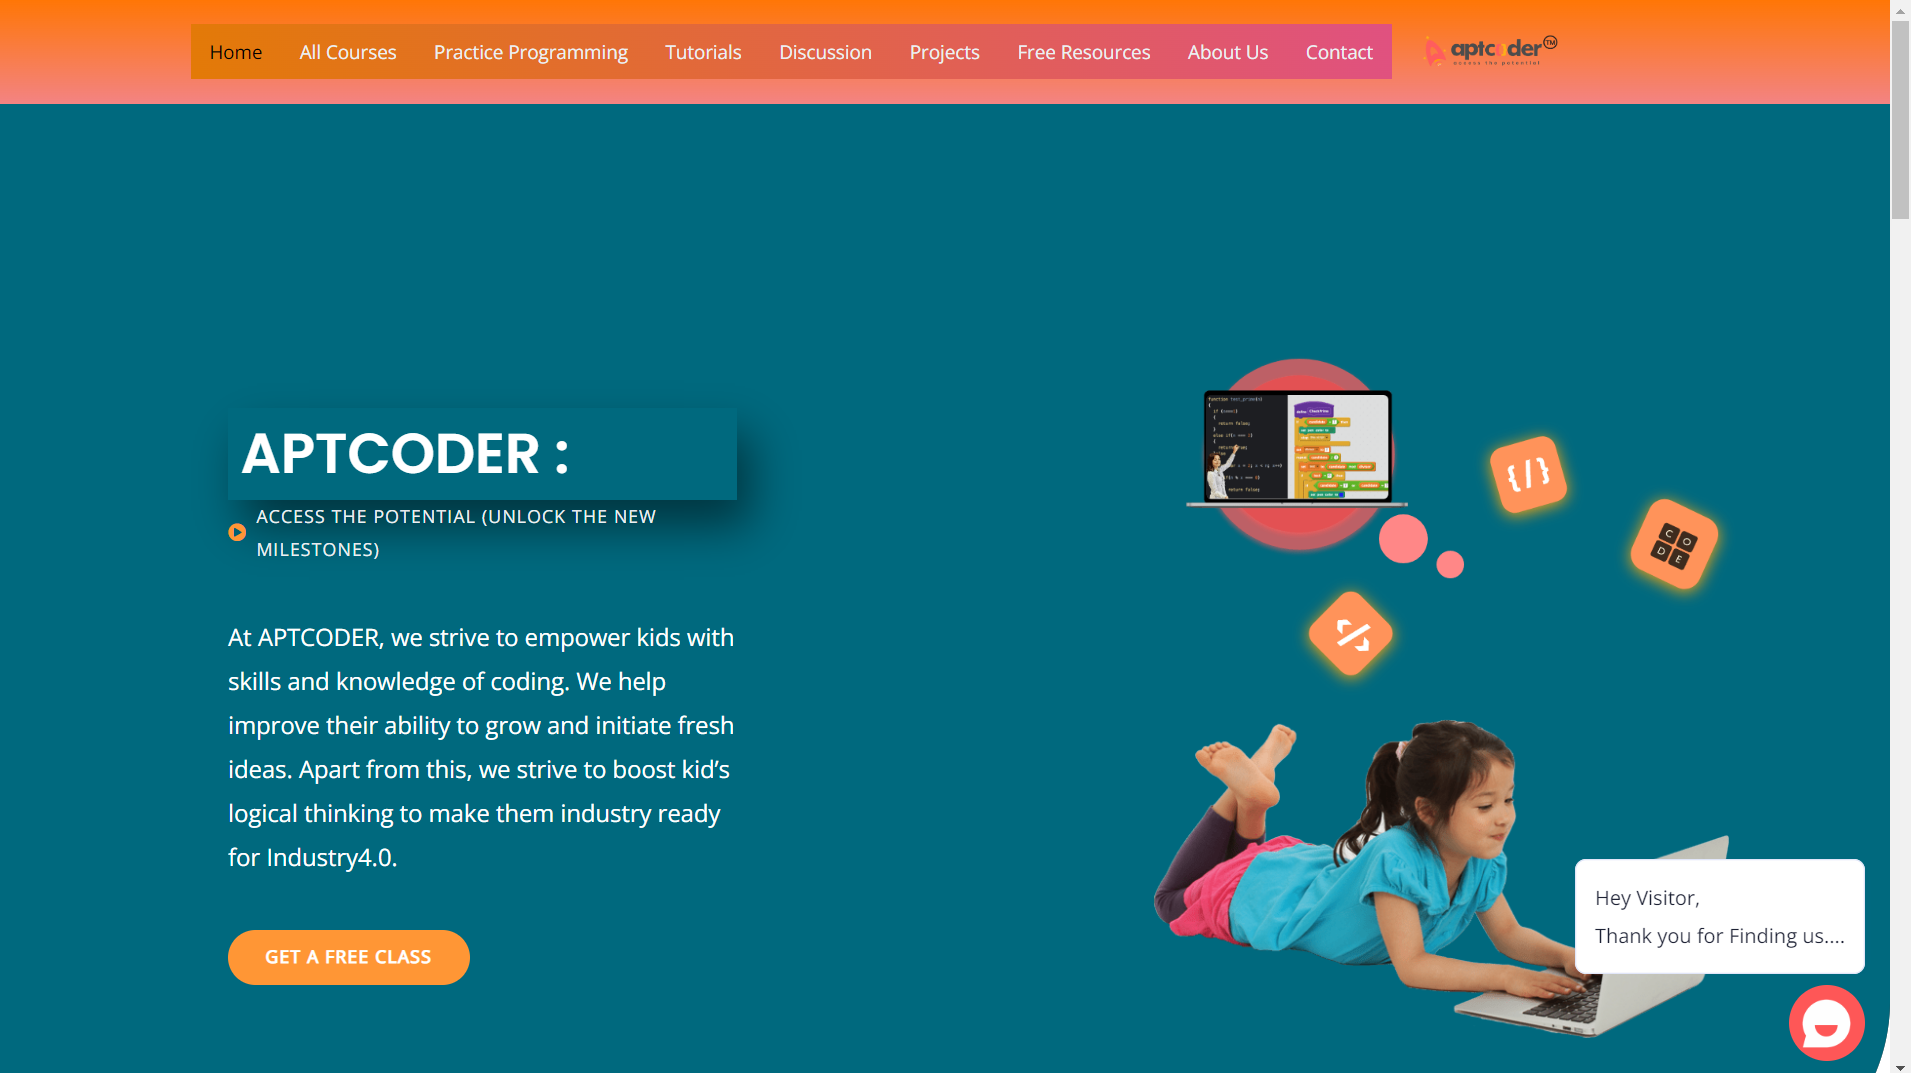 Home All Courses Practice Programming Tutorials Discussion Projects Free Resources About Us Contact
aptcoder TM
access the potential
APTCODER :
ACCESS THE POTENTIAL (UNLOCK THE NEW
MILESTONES)
At APTCODER, we strive to empower kids with
skills and knowledge of coding. We help
improve their ability to grow and initiate fresh
ideas. Apart from this, we strive to boost kid’s
logical thinking to make them industry ready
for Industry4.0.
GET A FREE CLASS
{/}
C O
D E
Hey Visitor,
Thank you for Finding us....